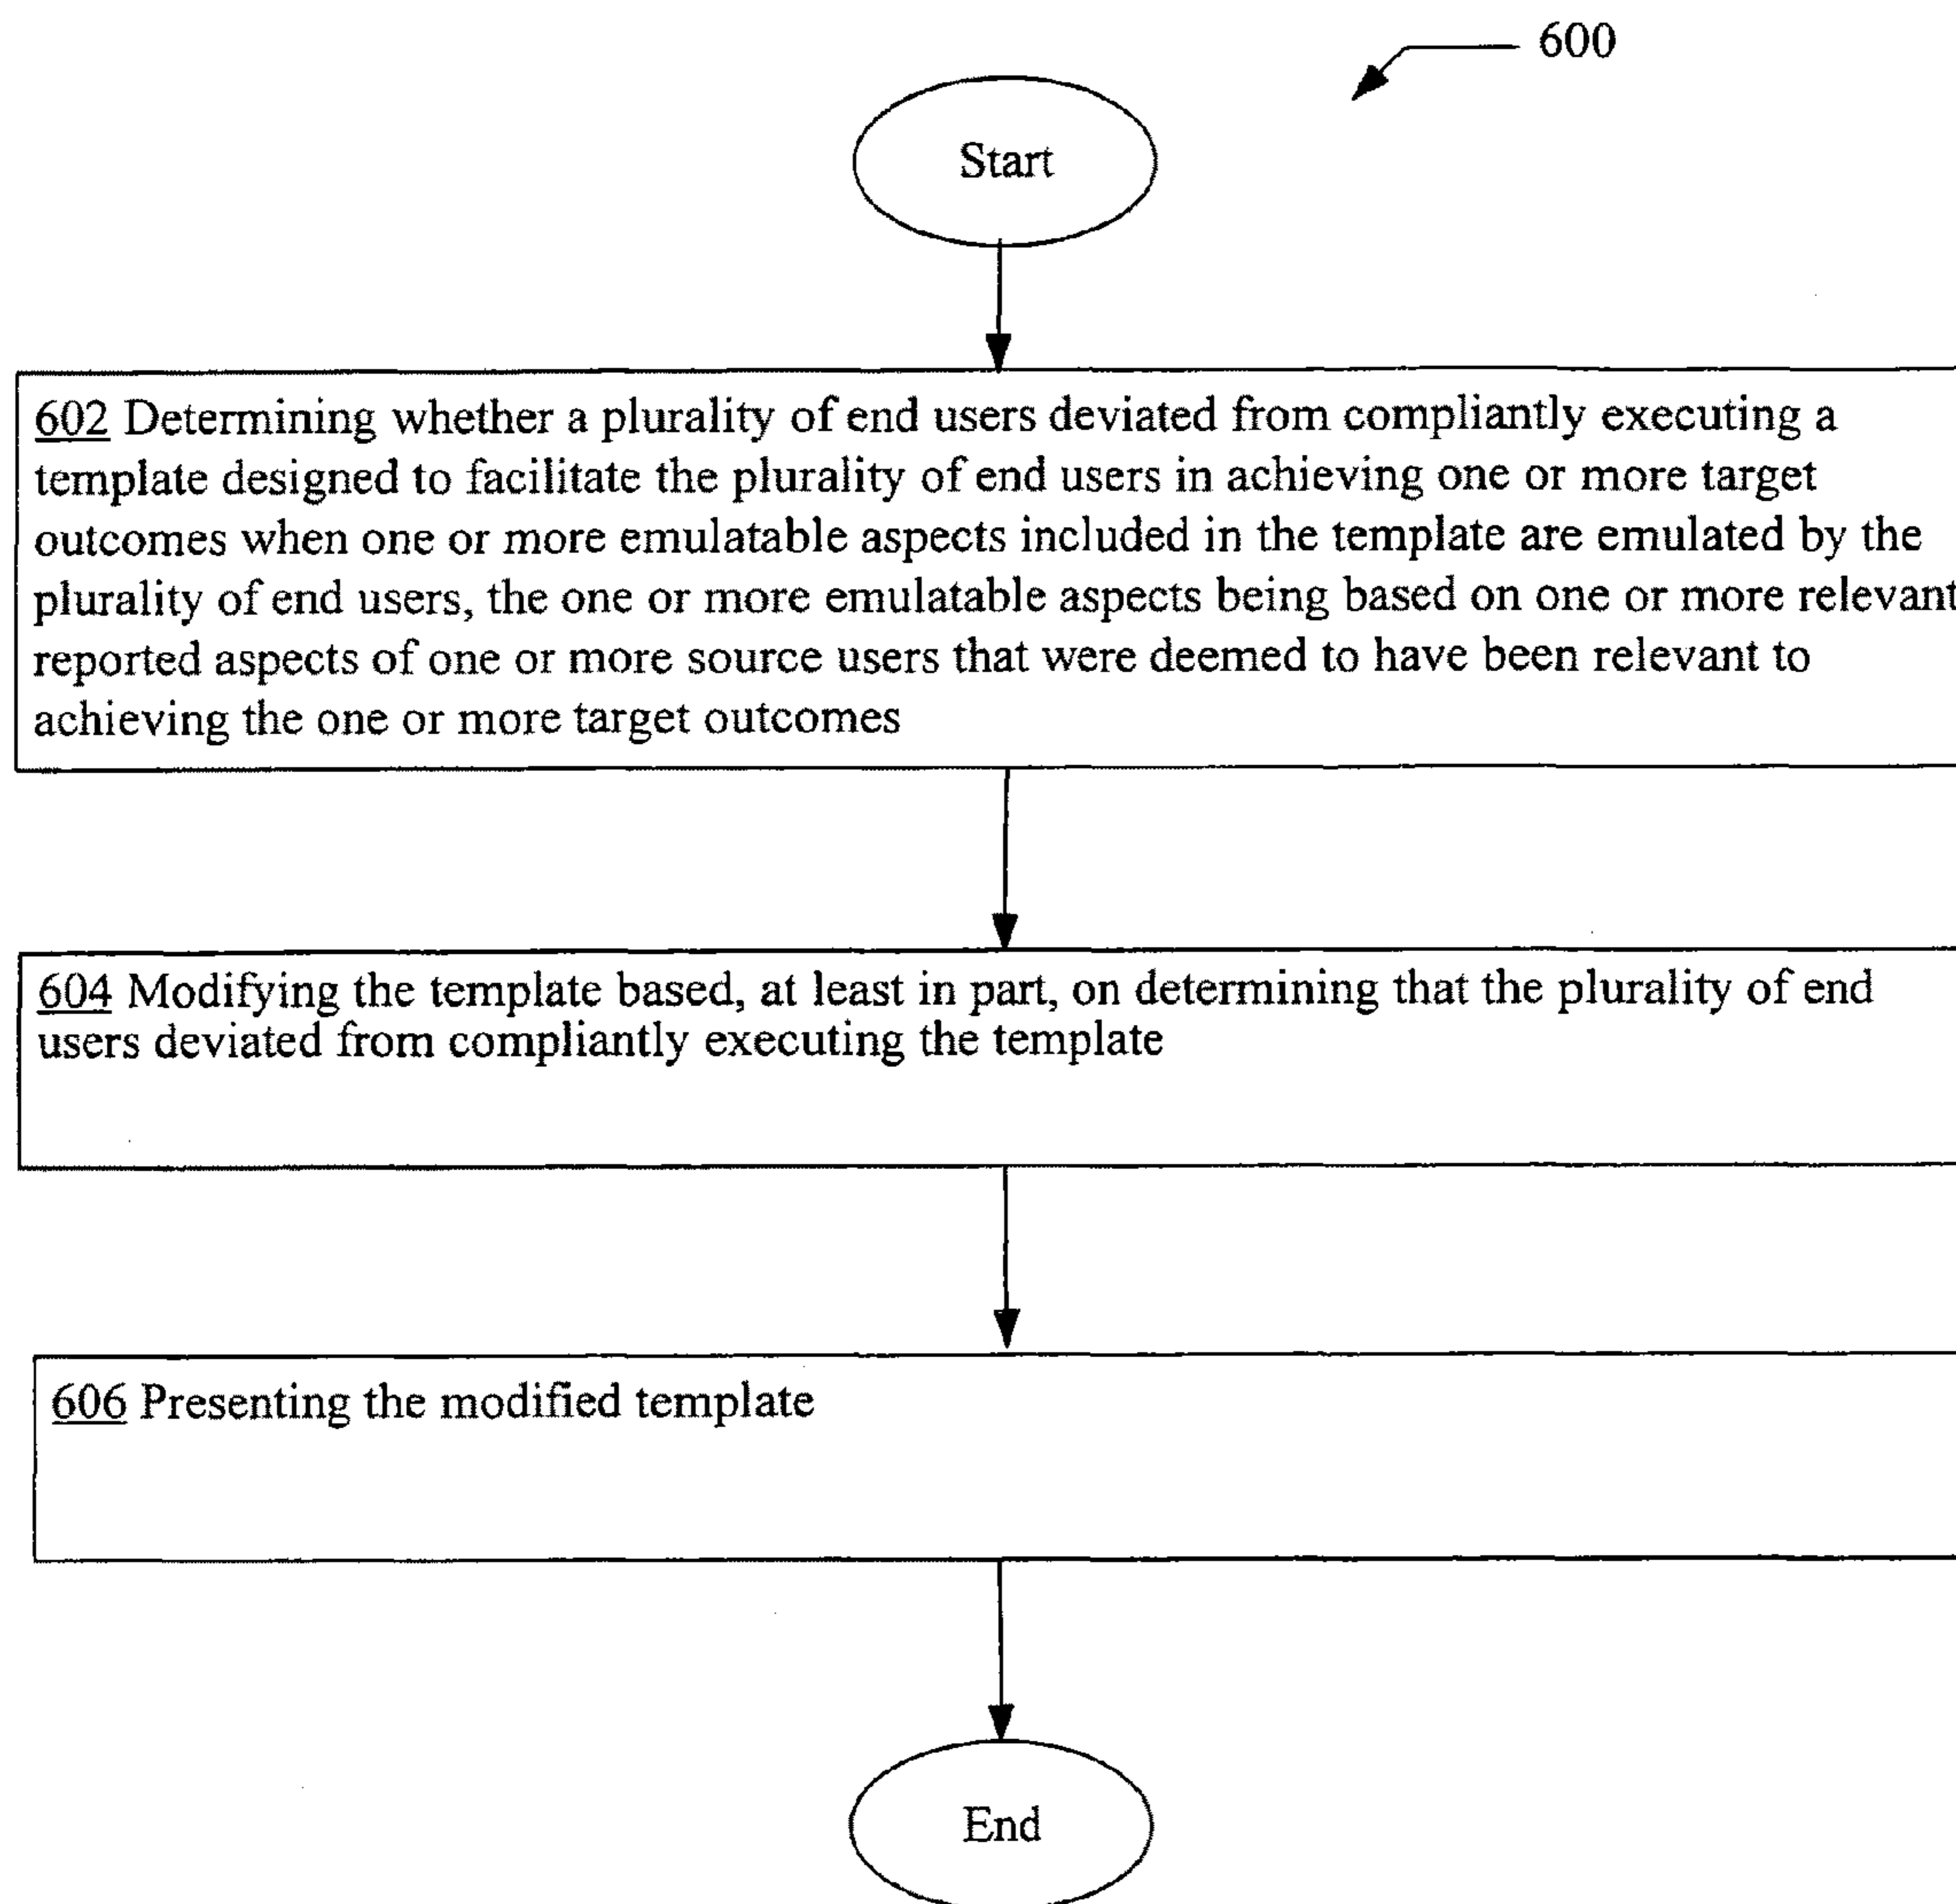 600
Start
602 Determining whether a plurality of end users deviated from compliantly executing a
template designed to facilitate the plurality of end users in achieving one or more target
outcomes when one or more emulatable aspects included in the template are emulated by the
plurality of end users, the one or more emulatable aspects being based on one or more relevant
reported aspects of one or more source users that were deemed to have been relevant to
achieving the one or more target outcomes
604 Modifying the template based, at least in part, on determining that the plurality of end
users deviated from compliantly executing the template
606 Presenting the modified template
End